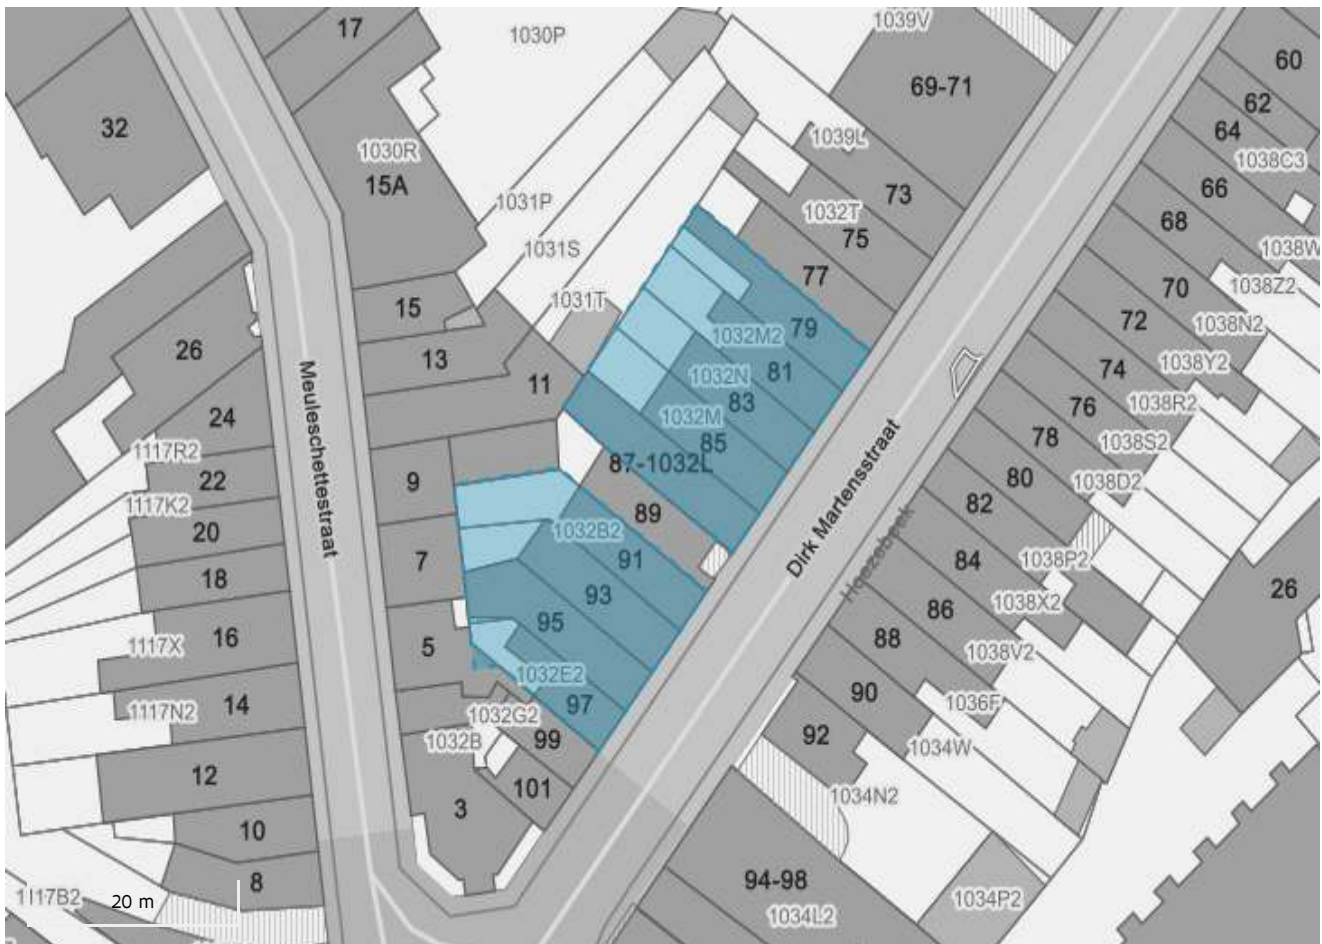 17
1030P
1039V
60
69-71
62
32
64
1030R
1039L
1038C3
15A
73
66
1031P
1032T
68
75
1038W
1031S
77
70
1038Z2
15
1031T
79
72
1038N2
26
13
1032M2
74
1038Y2
11
1032N
81
76
1038R2
83
24
1032M
78
1038S2
1117R2
85
87-1032L
80
1038D2
22
9
Meuleschettestraat
1117K2
89
Dirk Martensstraat
82
20
1032B2
91
Hoezebeek
84
1038P2
7
18
93
86
1038X2
26
95
16
5
88
1038V2
1117X
1032E2
90
1036F
14
97
1117N2
1032G2
92
1034W
1032B
99
12
101
1034N2
3
10
94-98
8
1117B2
20 m
1034L2
1034P2